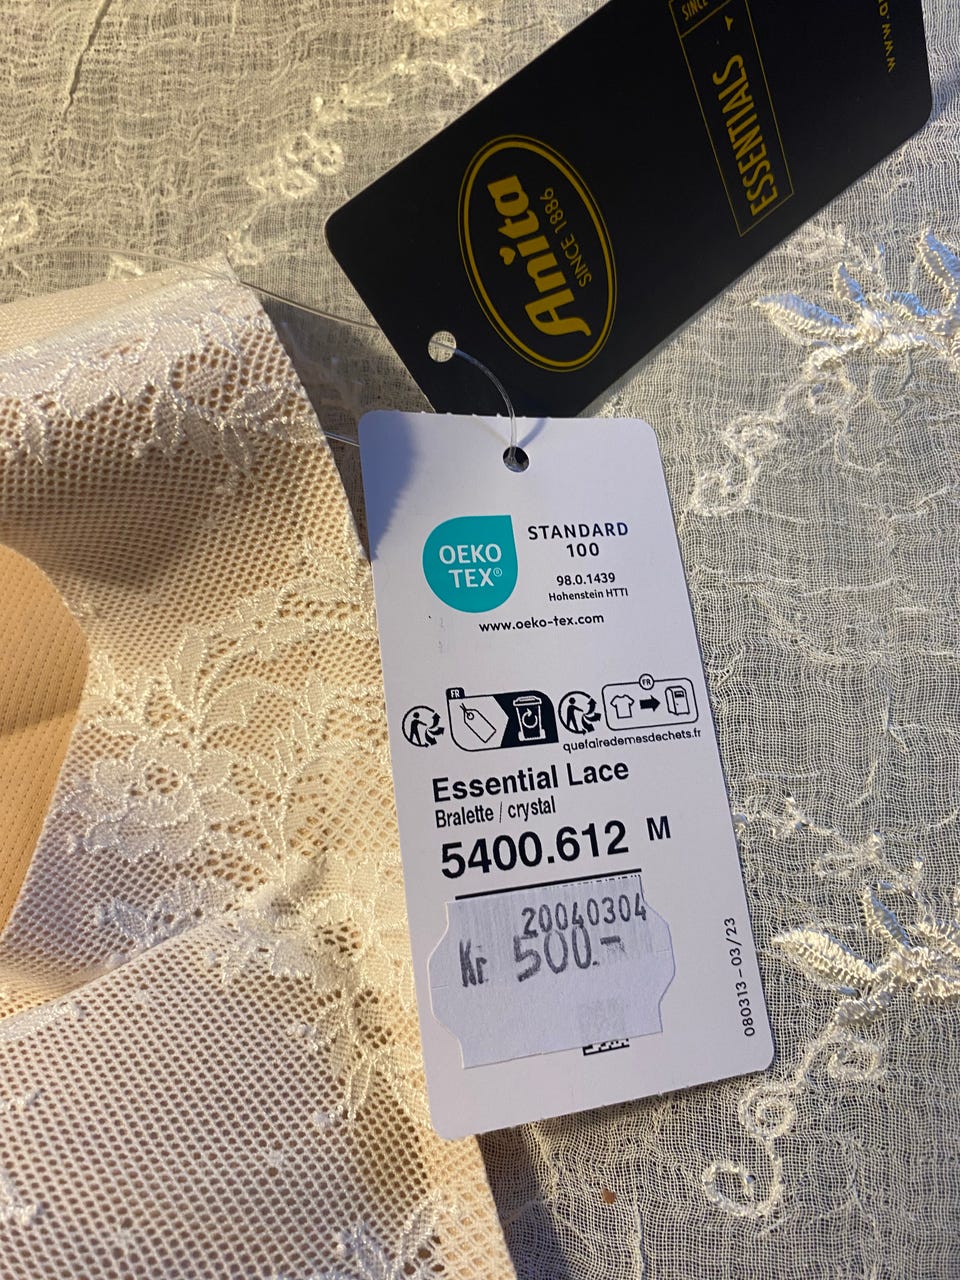 SINCE
ESSENTIALS
Anita
SINCE 1886
OEKO
TEX®
STANDARD
100
98.0.1439
Hohenstein HTTI
www.oeko-tex.com
FR
FR
quefairedemesdechets.fr
Essential Lace
Bralette / crystal
5400.612 M
20040304
Kr 500.-
080313 – 03/23